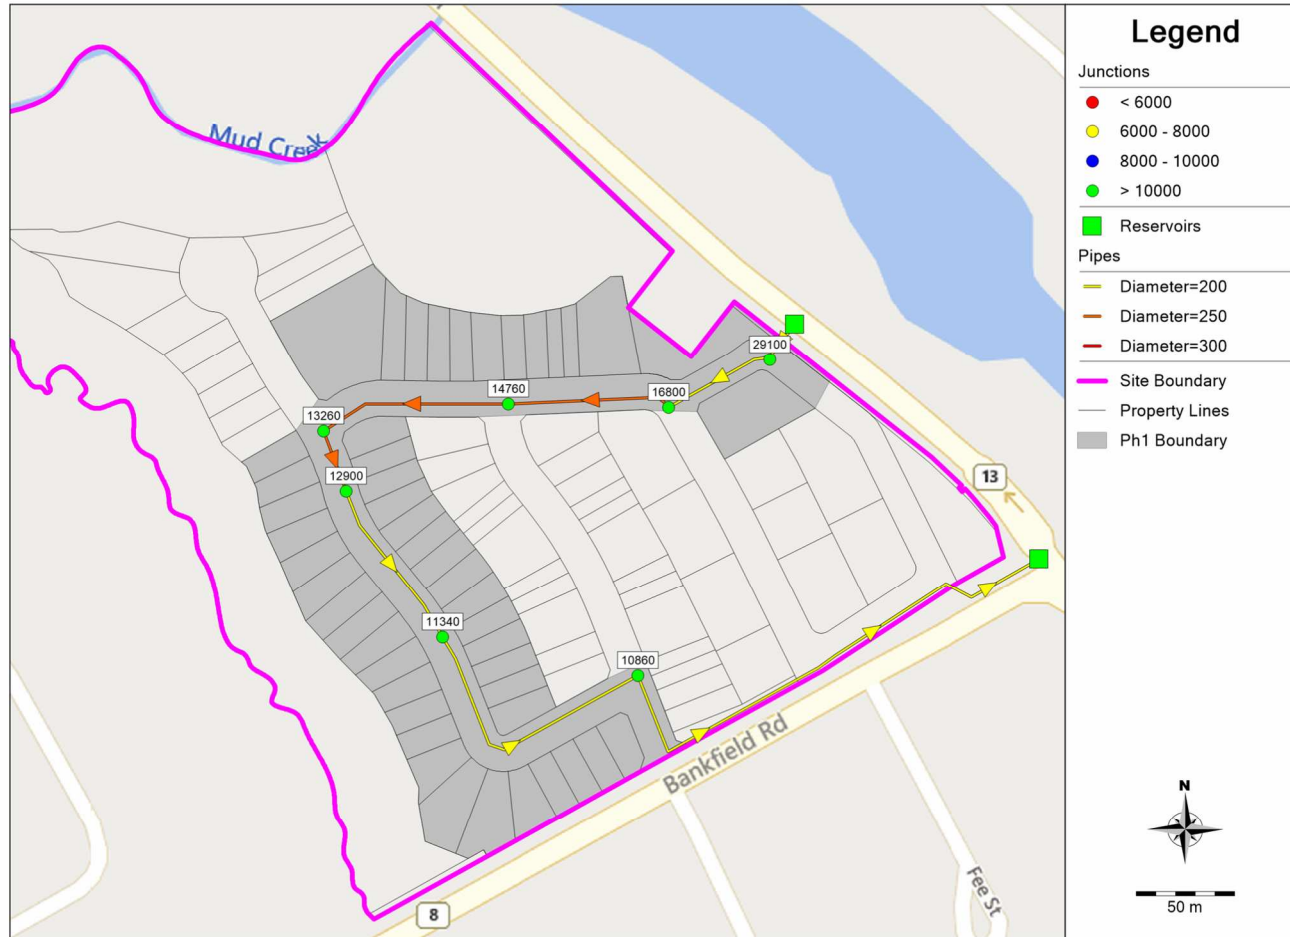 Legend
Junctions
< 6000
6000 - 8000
8000 - 10000
> 10000
Reservoirs
Pipes
Diameter=200
Diameter=250
Diameter=300
Site Boundary
Property Lines
Ph1 Boundary
Mud Creek
29100
16800
14760
13260
12900
11340
10860
13
Bankfield Rd
8
Fee St
N
50 m